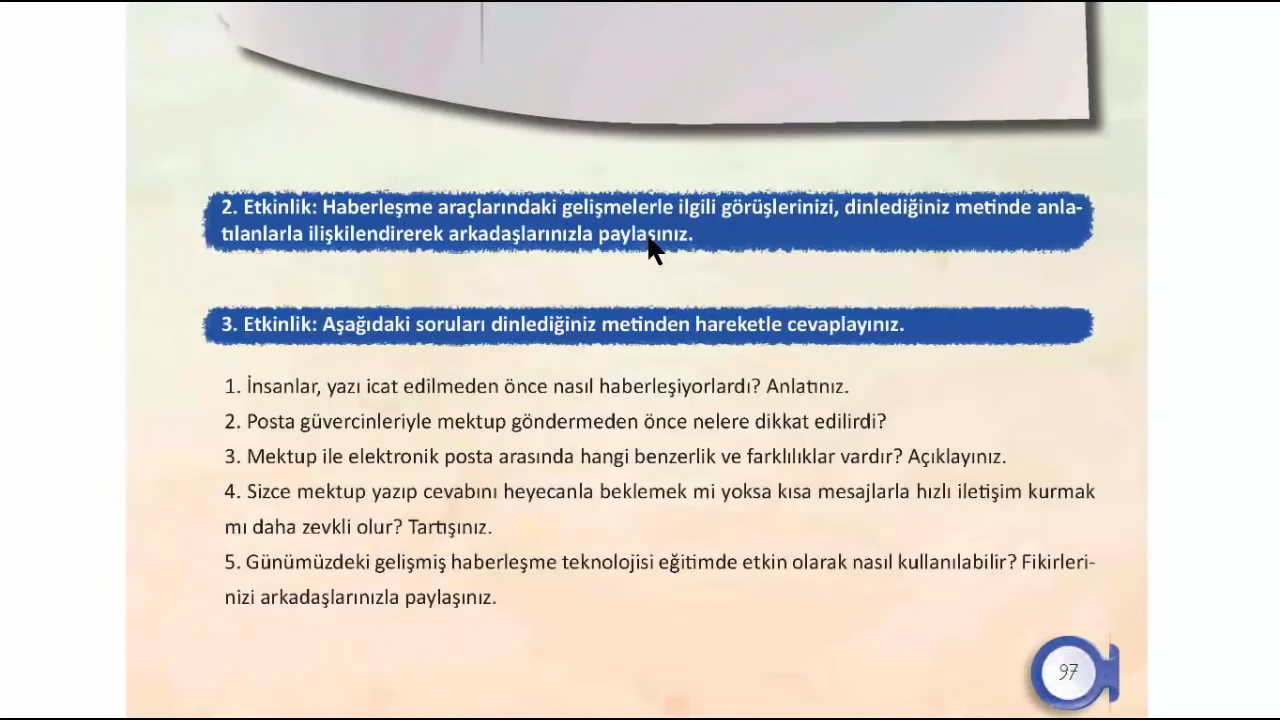 2. Etkinlik: Haberleşme araçlarındaki gelişmelerle ilgili görüşlerinizi, dinlediğiniz metinde anla-
tılanlarla ilişkilendirerek arkadaşlarınızla paylaşınız.
3. Etkinlik: Aşağıdaki soruları dinlediğiniz metinden hareketle cevaplayınız.
1. İnsanlar, yazı icat edilmeden önce nasıl haberleşiyorlardı? Anlatınız.
2. Posta güvercinleriyle mektup göndermeden önce nelere dikkat edilirdi?
3. Mektup ile elektronik posta arasında hangi benzerlik ve farklılıklar vardır? Açıklayınız.
4. Sizce mektup yazıp cevabını heyecanla beklemek mi yoksa kısa mesajlarla hızlı iletişim kurmak
mı daha zevkli olur? Tartışınız.
5. Günümüzdeki gelişmiş haberleşme teknolojisi eğitimde etkin olarak nasıl kullanılabilir? Fikirleri-
nizi arkadaşlarınızla paylaşınız.
97